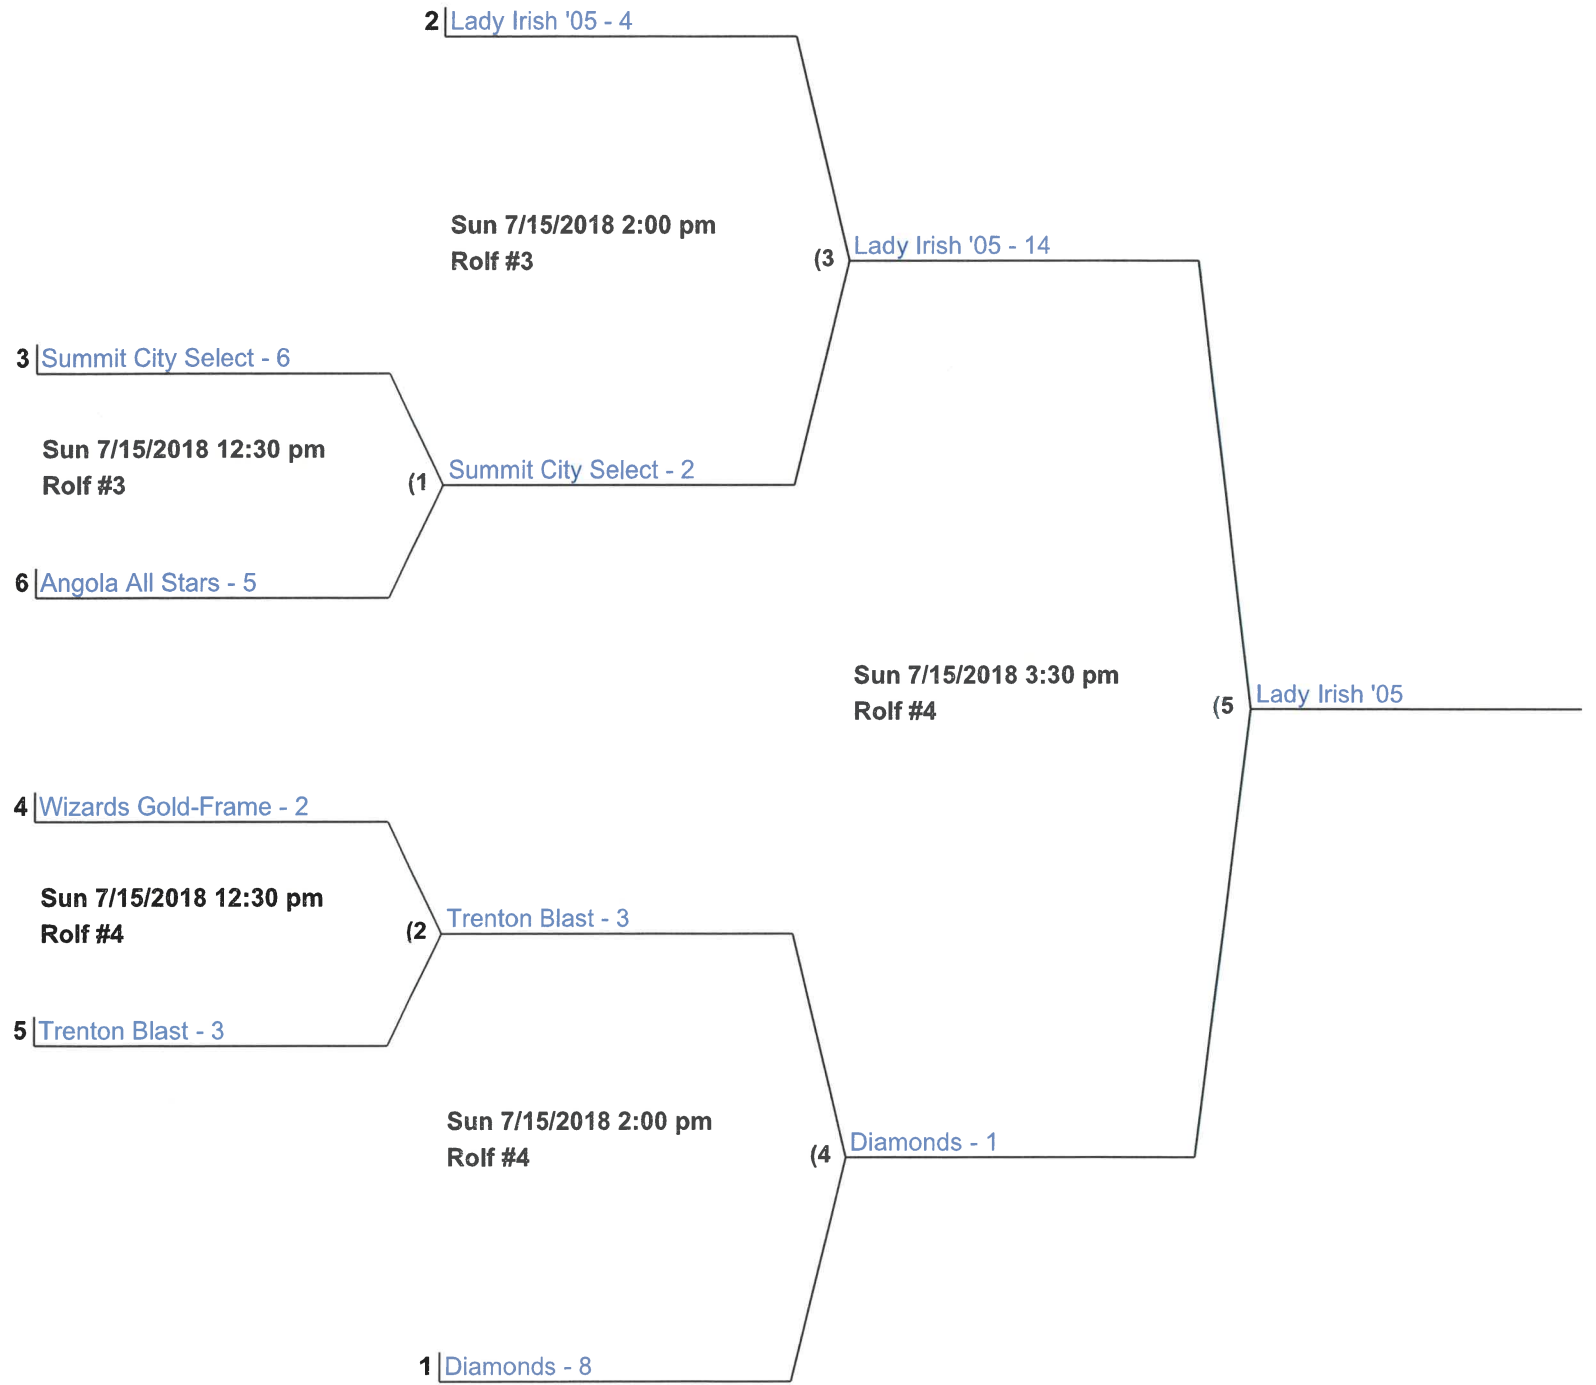 2 Lady Irish '05 - 4
Sun 7/15/2018 2:00 pm
Rolf #3
(3 Lady Irish '05 - 14
3 Summit City Select - 6
Sun 7/15/2018 12:30 pm
Rolf #3
(1 Summit City Select - 2
6 Angola All Stars - 5
Sun 7/15/2018 3:30 pm
Rolf #4
(5 Lady Irish '05
4 Wizards Gold-Frame - 2
Sun 7/15/2018 12:30 pm
Rolf #4
(2 Trenton Blast - 3
5 Trenton Blast - 3
Sun 7/15/2018 2:00 pm
Rolf #4
(4 Diamonds - 1
1 Diamonds - 8